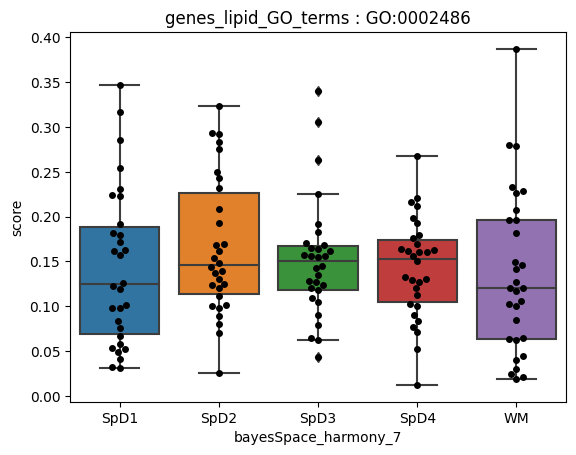 genes_lipid_GO_terms : GO:0002486
score
0.40
0.35
0.30
0.25
0.20
0.15
0.10
0.05
0.00
SpD1 SpD2 SpD3 SpD4 WM
bayesSpace_harmony_7